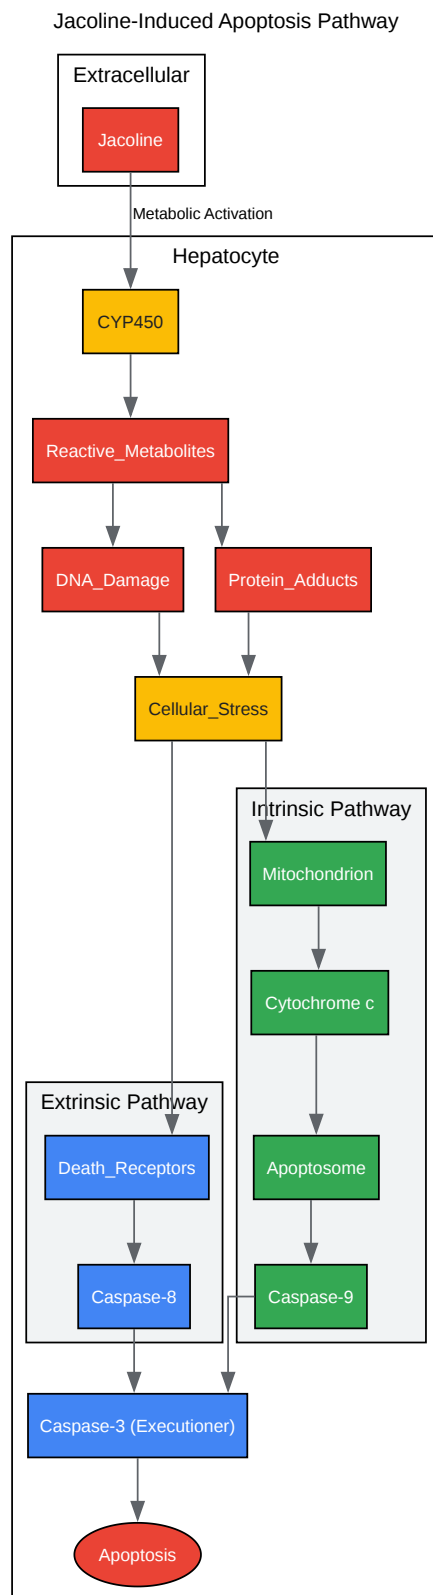 Jacoline-Induced Apoptosis Pathway
Extracellular
Jacoline
Metabolic Activation
Hepatocyte
CYP450
Reactive_Metabolites
DNA_Damage
Protein_Adducts
Cellular_Stress
Intrinsic Pathway
Mitochondrion
Cytochrome c
Extrinsic Pathway
Death_Receptors
Apoptosome
Caspase-8
Caspase-9
Caspase-3 (Executioner)
Apoptosis